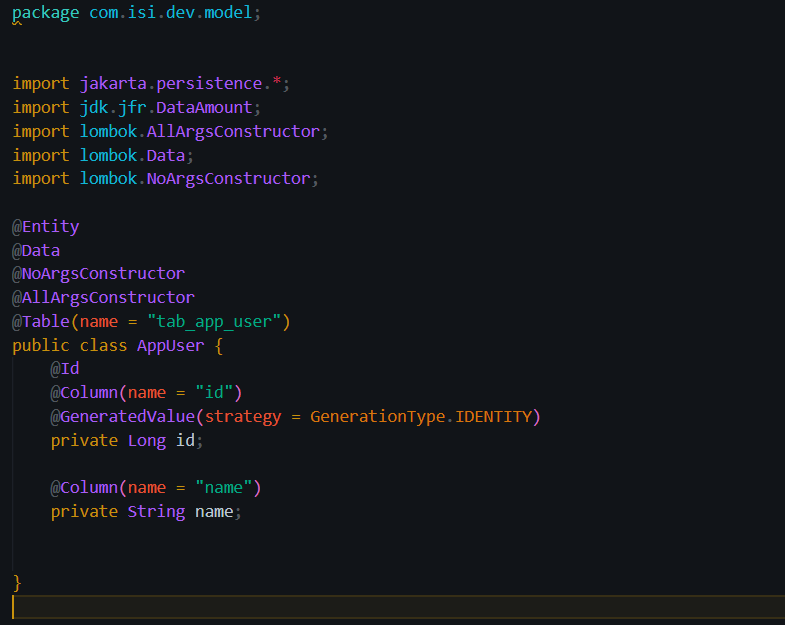 package com.isi.dev.model;
import jakarta.persistence.*;
import jdk.jfr.DataAmount;
import lombok.AllArgsConstructor;
import lombok.Data;
import lombok.NoArgsConstructor;
@Entity
@Data
@NoArgsConstructor
@AllArgsConstructor
@Table(name = "tab_app_user")
public class AppUser {
    @Id
    @Column(name = "id")
    @GeneratedValue(strategy = GenerationType.IDENTITY)
    private Long id;
    @Column(name = "name")
    private String name;
}